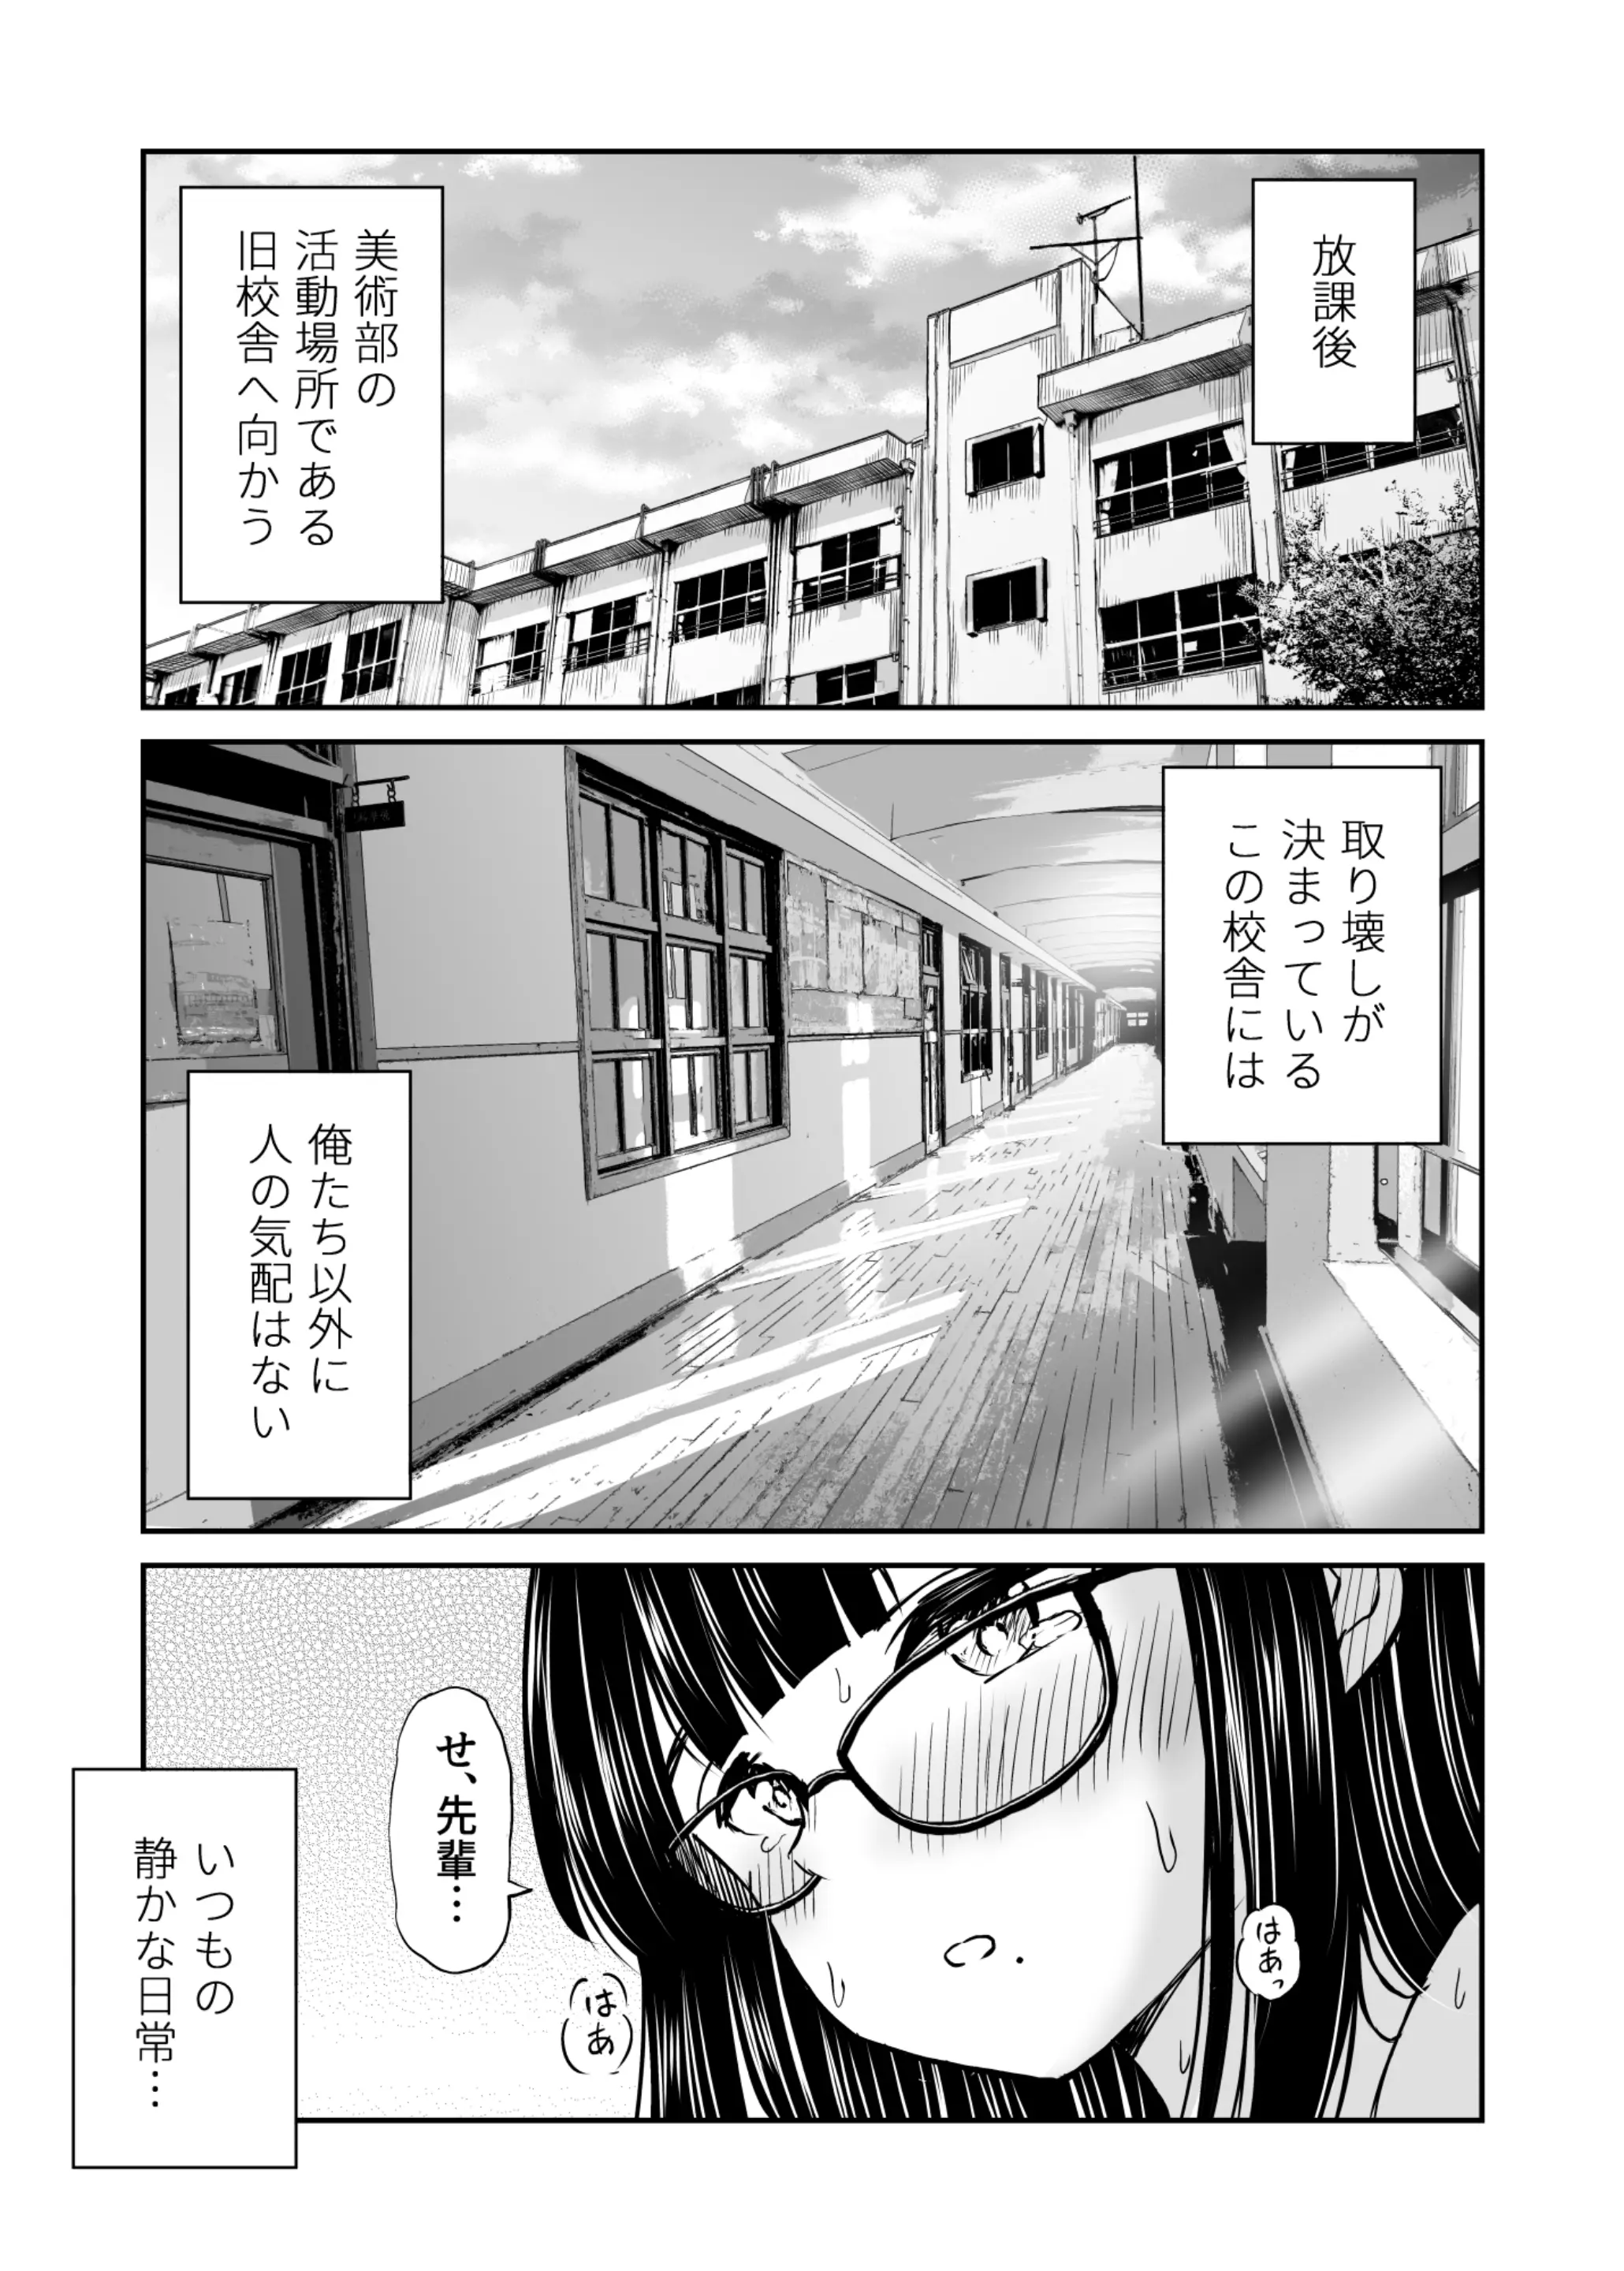 放課後
美術部の
活動場所である
旧校舎へ向かう
取り壊しが
決まっている
この校舎には
俺たち以外に
人の気配はない
はあっ
せ、先輩…
はあ
いつもの
静かな日常…